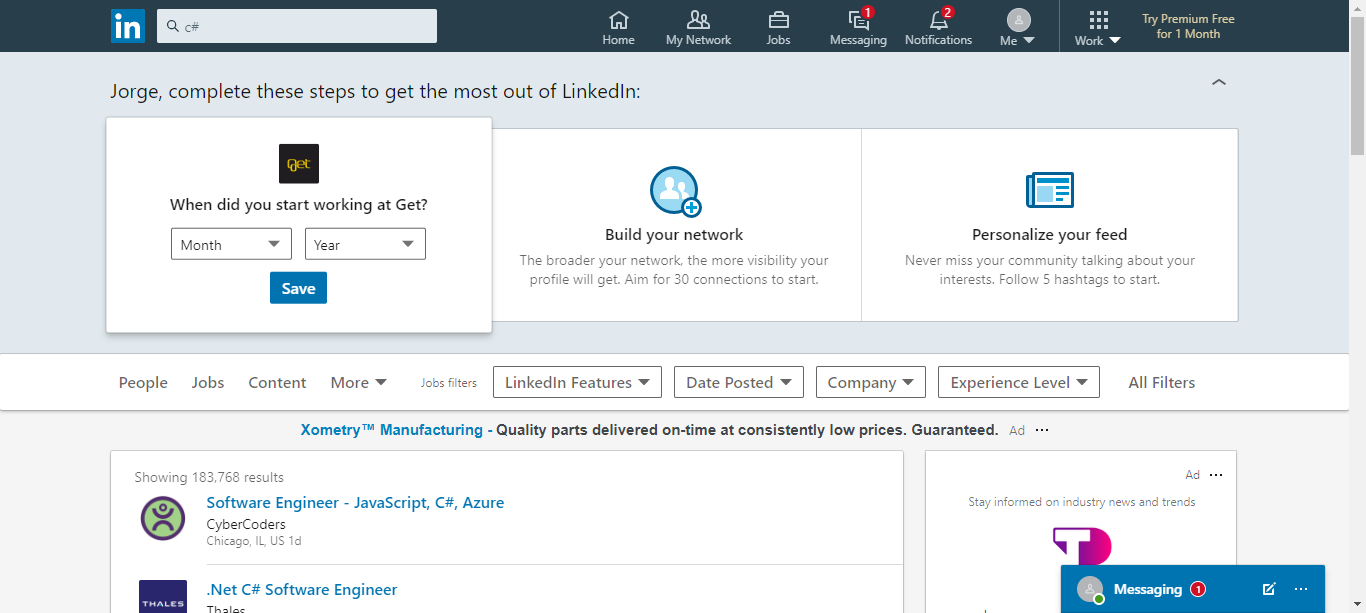 in
c#
Home
My Network
Jobs
1
Messaging
2
Notifications
Me
Work
Try Premium Free
for 1 Month
Jorge, complete these steps to get the most out of LinkedIn:
get
When did you start working at Get?
Month
Year
Save
Build your network
The broader your network, the more visibility your
profile will get. Aim for 30 connections to start.
Personalize your feed
Never miss your community talking about your
interests. Follow 5 hashtags to start.
People Jobs Content More Jobs filters LinkedIn Features Date Posted Company Experience Level All Filters
Xometry™ Manufacturing - Quality parts delivered on-time at consistently low prices. Guaranteed. Ad ...
Showing 183,768 results
Software Engineer - JavaScript, C#, Azure
CyberCoders
Chicago, IL, US 1d
THALES
.Net C# Software Engineer
Thales
Ad ...
Stay informed on industry news and trends
T
Messaging 1 ...